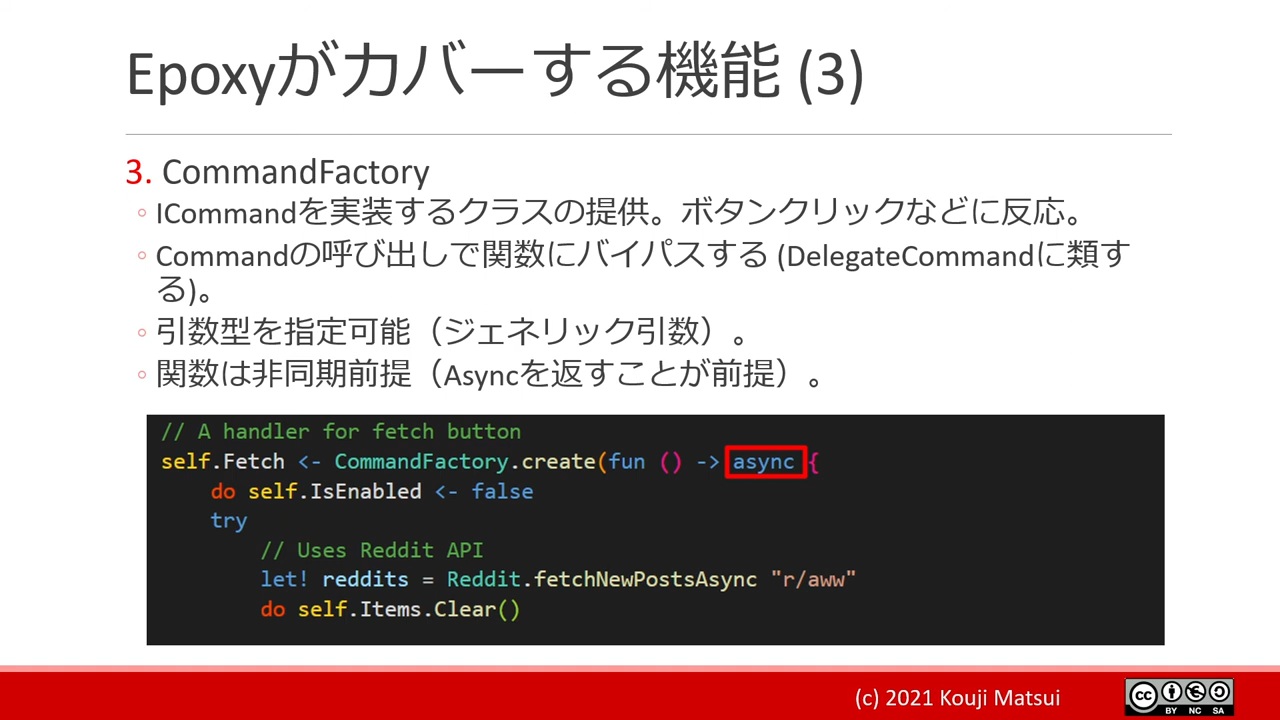 Epoxyがカバーする機能 (3)
3. CommandFactory
◦ ICommandを実装するクラスの提供。ボタンクリックなどに反応。
◦ Commandの呼び出しで関数にバイパスする (DelegateCommandに類す
る)。
◦ 引数型を指定可能（ジェネリック引数）。
◦ 関数は非同期前提（Asyncを返すことが前提）。
// A handler for fetch button
self.Fetch <- CommandFactory.create(fun () -> async {
    do self.IsEnabled <- false
    try
        // Uses Reddit API
        let! reddits = Reddit.fetchNewPostsAsync "r/aww"
        do self.Items.Clear()
(c) 2021 Kouji Matsui
cc
BY NC SA